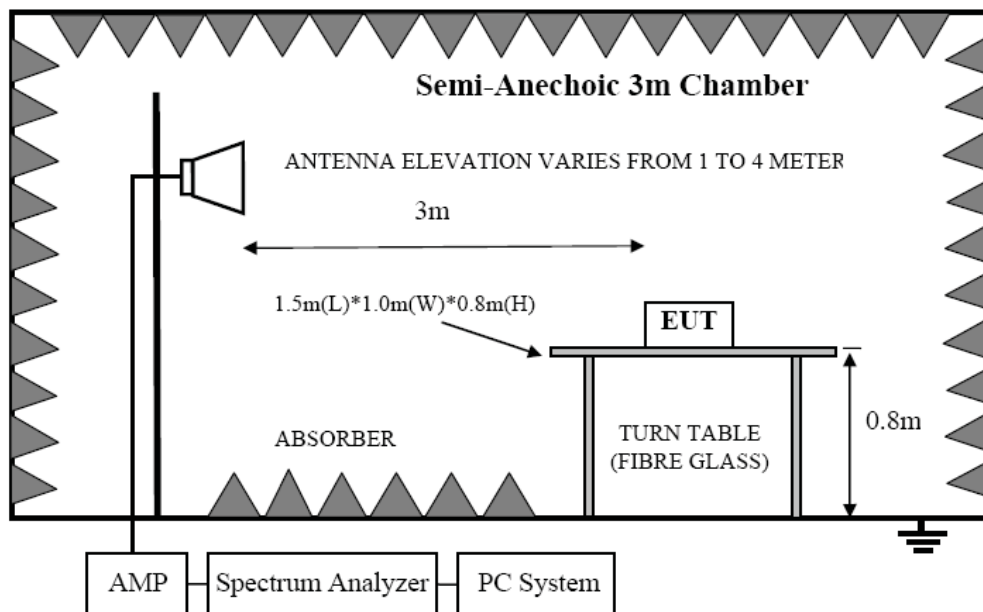 Semi-Anechoic 3m Chamber
ANTENNA ELEVATION VARIES FROM 1 TO 4 METER
3m
1.5m(L)*1.0m(W)*0.8m(H)
EUT
0.8m
ABSORBER
TURN TABLE
(FIBRE GLASS)
AMP
Spectrum Analyzer
PC System